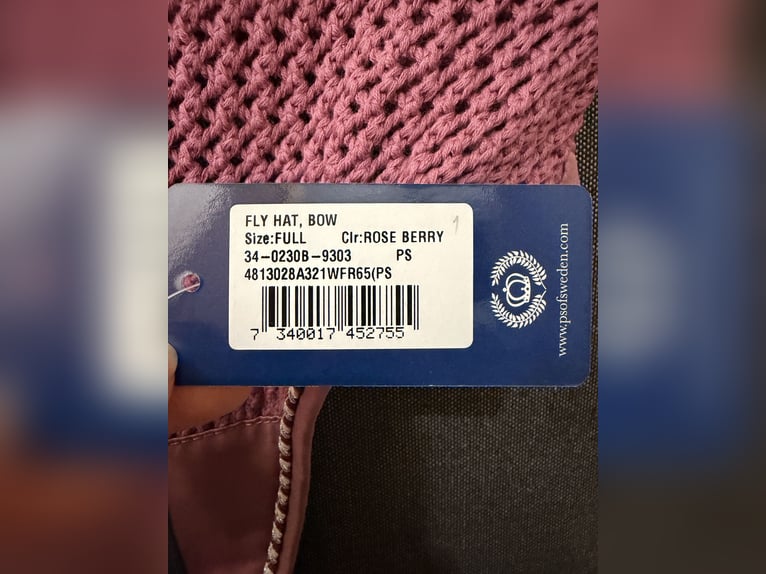 FLY HAT, BOW
Size:FULL Clr:ROSE BERRY
34-0230B-9303 PS
4813028A321WFR65(PS
7 340017 452755
1
www.psofsweden.com